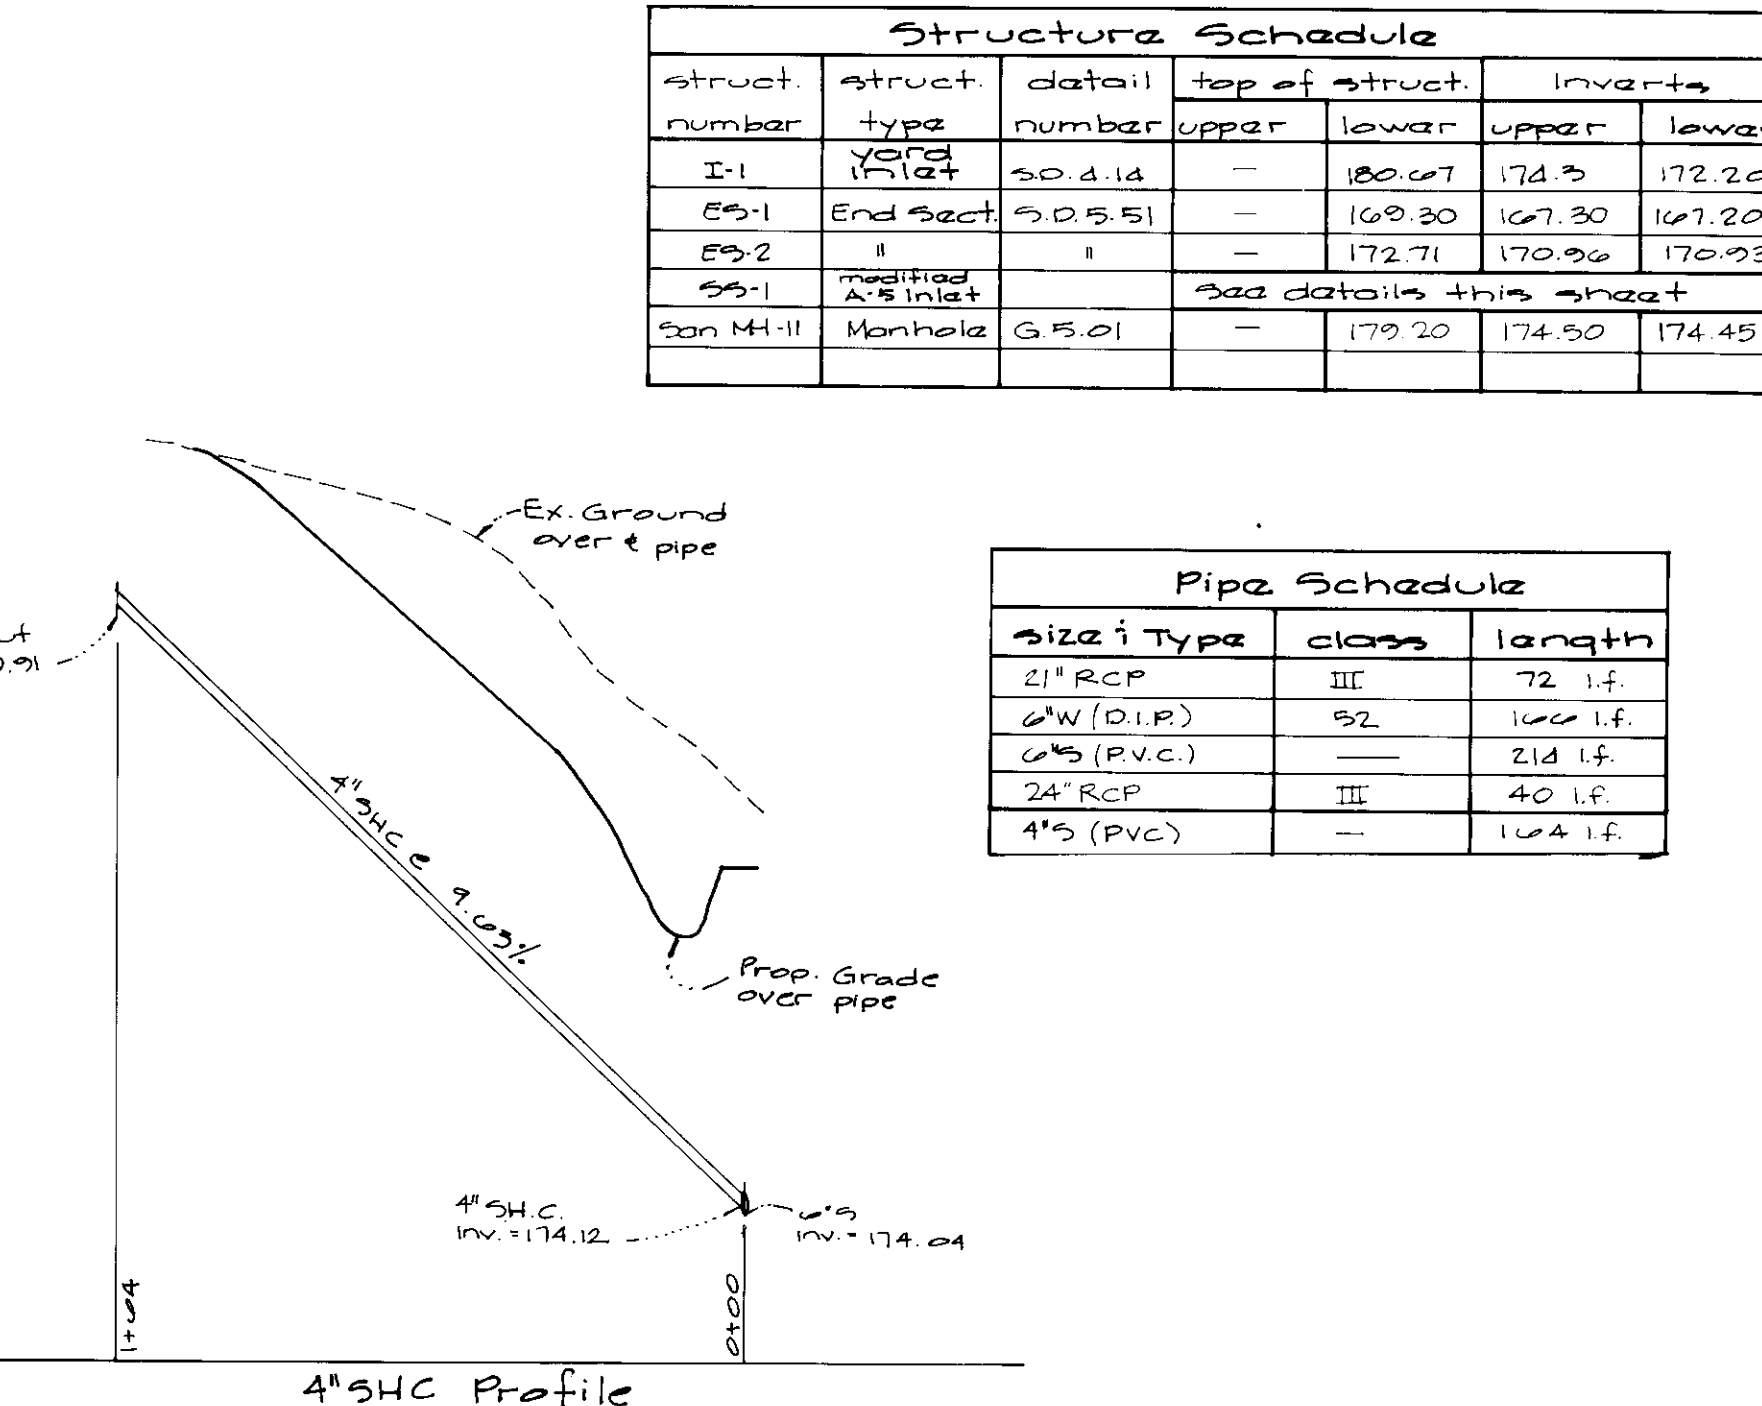 Structure Schedule
struct. number struct. type detail number top of struct. Inverts
upper lower upper lower
I-1 yard inlet S.D. 4.14 — 180.67 174.3 172.20
ES-1 End Sect. S.D. 5.51 — 169.30 167.30 167.20
ES-2 " " — 172.71 170.96 170.93
SS-1 modified A-5 Inlet see details this sheet
San MH-11 Manhole G.5.01 — 179.20 174.50 174.45
Ex. Ground
over ℄ pipe
Pipe Schedule
size & Type class length
21" RCP III 72 l.f.
6"W (D.I.P.) 52 166 l.f.
6"S (P.V.C.) — 214 l.f.
24" RCP III 40 l.f.
4"S (PVC) — 164 l.f.
4" SHC @ 9.63%
Prop. Grade
over pipe
4" S.H.C.
Inv. = 174.12
6"S
Inv. = 174.04
1+64
0+00
4" SHC Profile